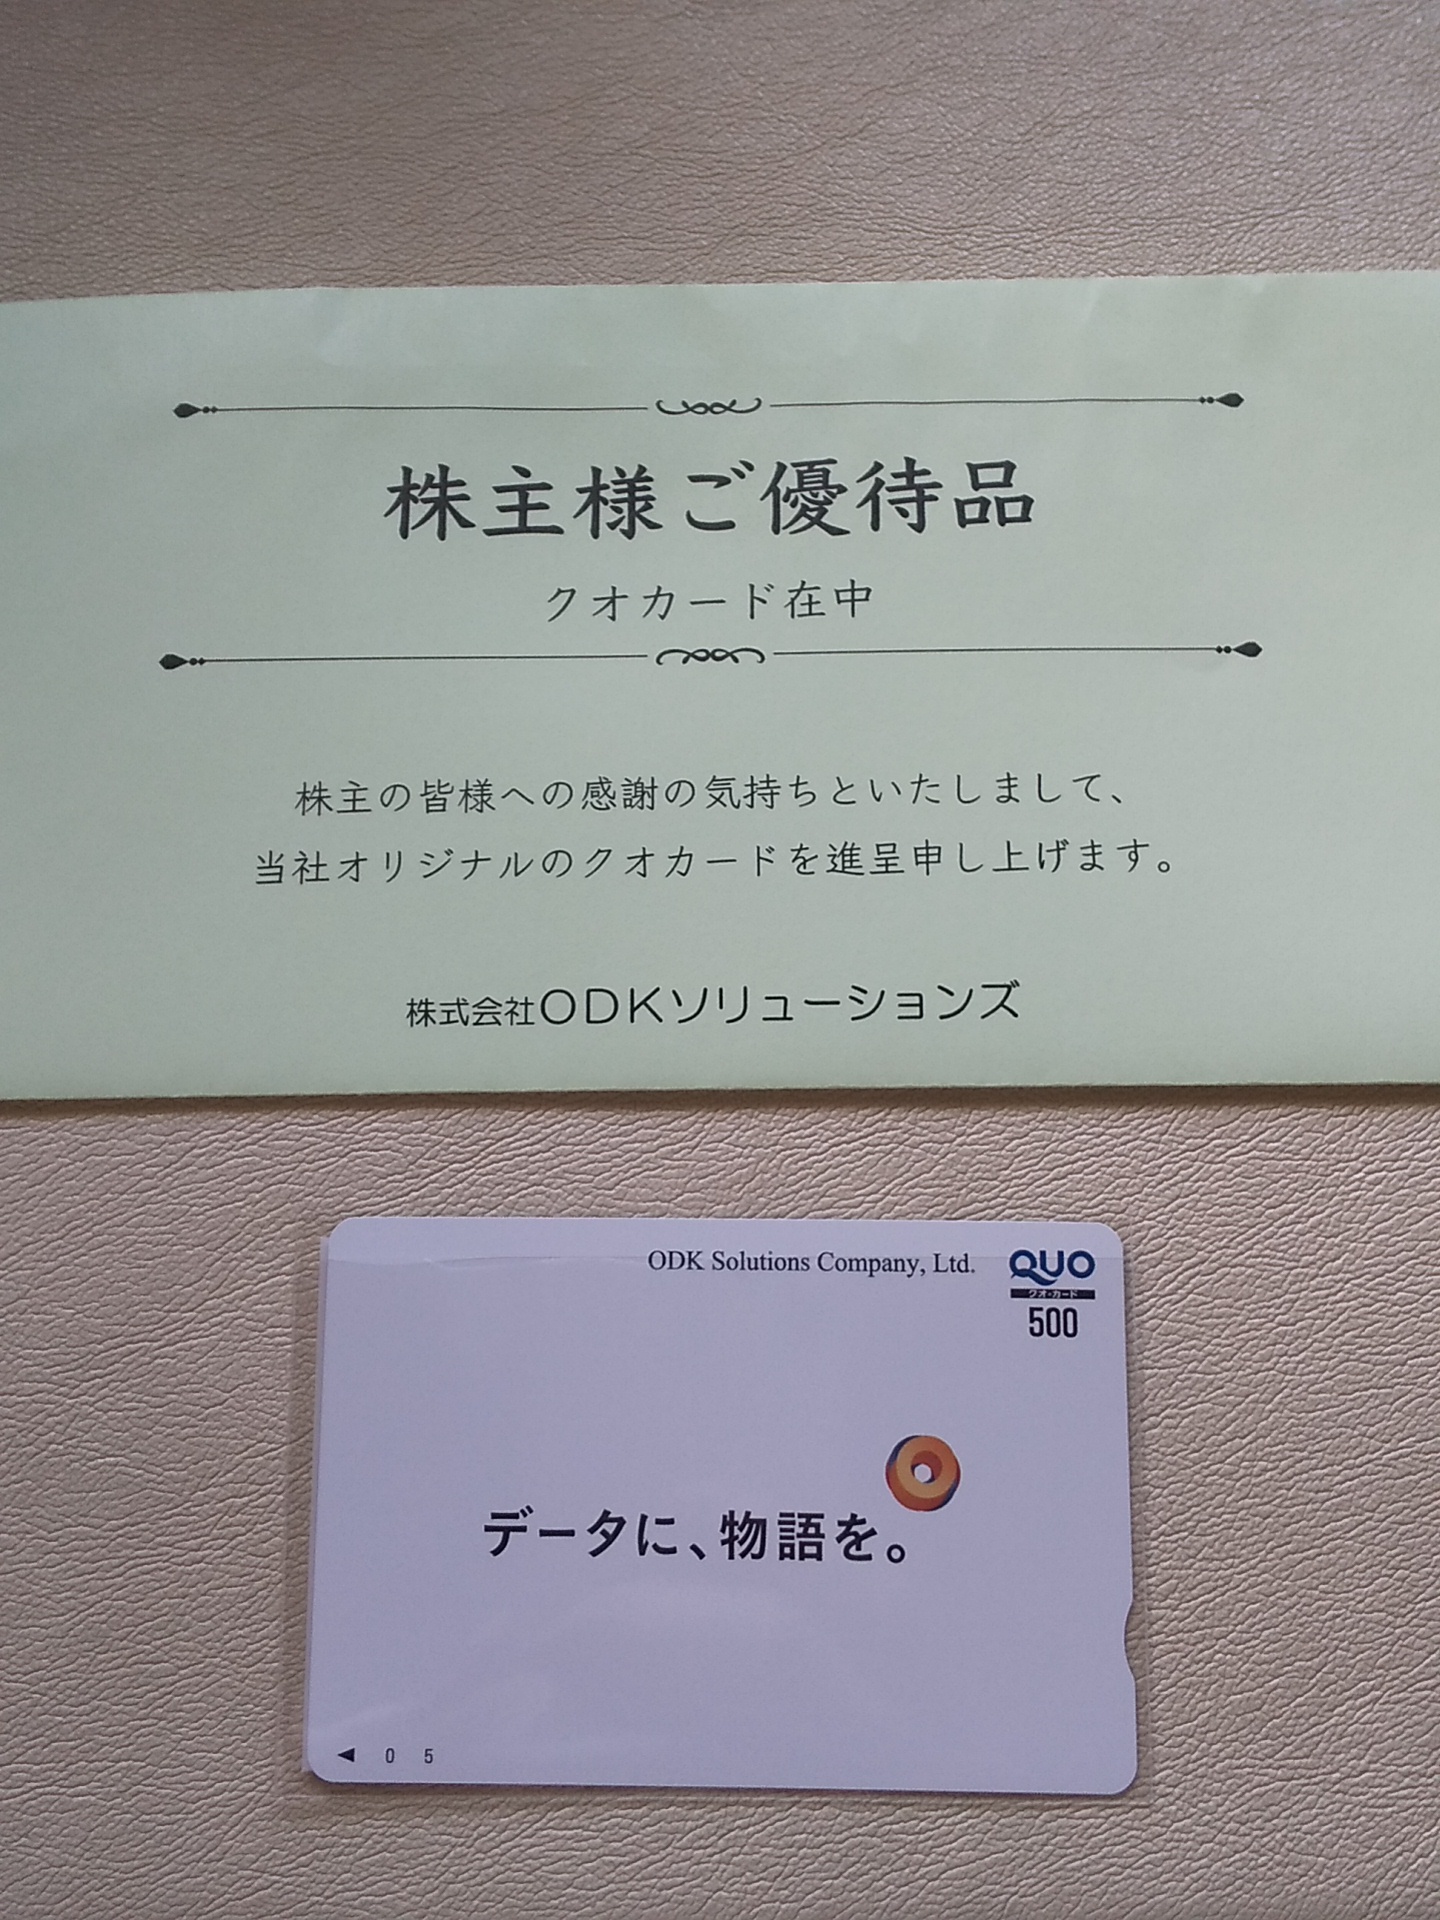 株主様ご優待品
クオカード在中
株主の皆様への感謝の気持ちといたしまして、
当社オリジナルのクオカードを進呈申し上げます。
株式会社ODKソリューションズ
ODK Solutions Company, Ltd.
QUO
クオ・カード
500
データに、物語を。
◀ 0 5